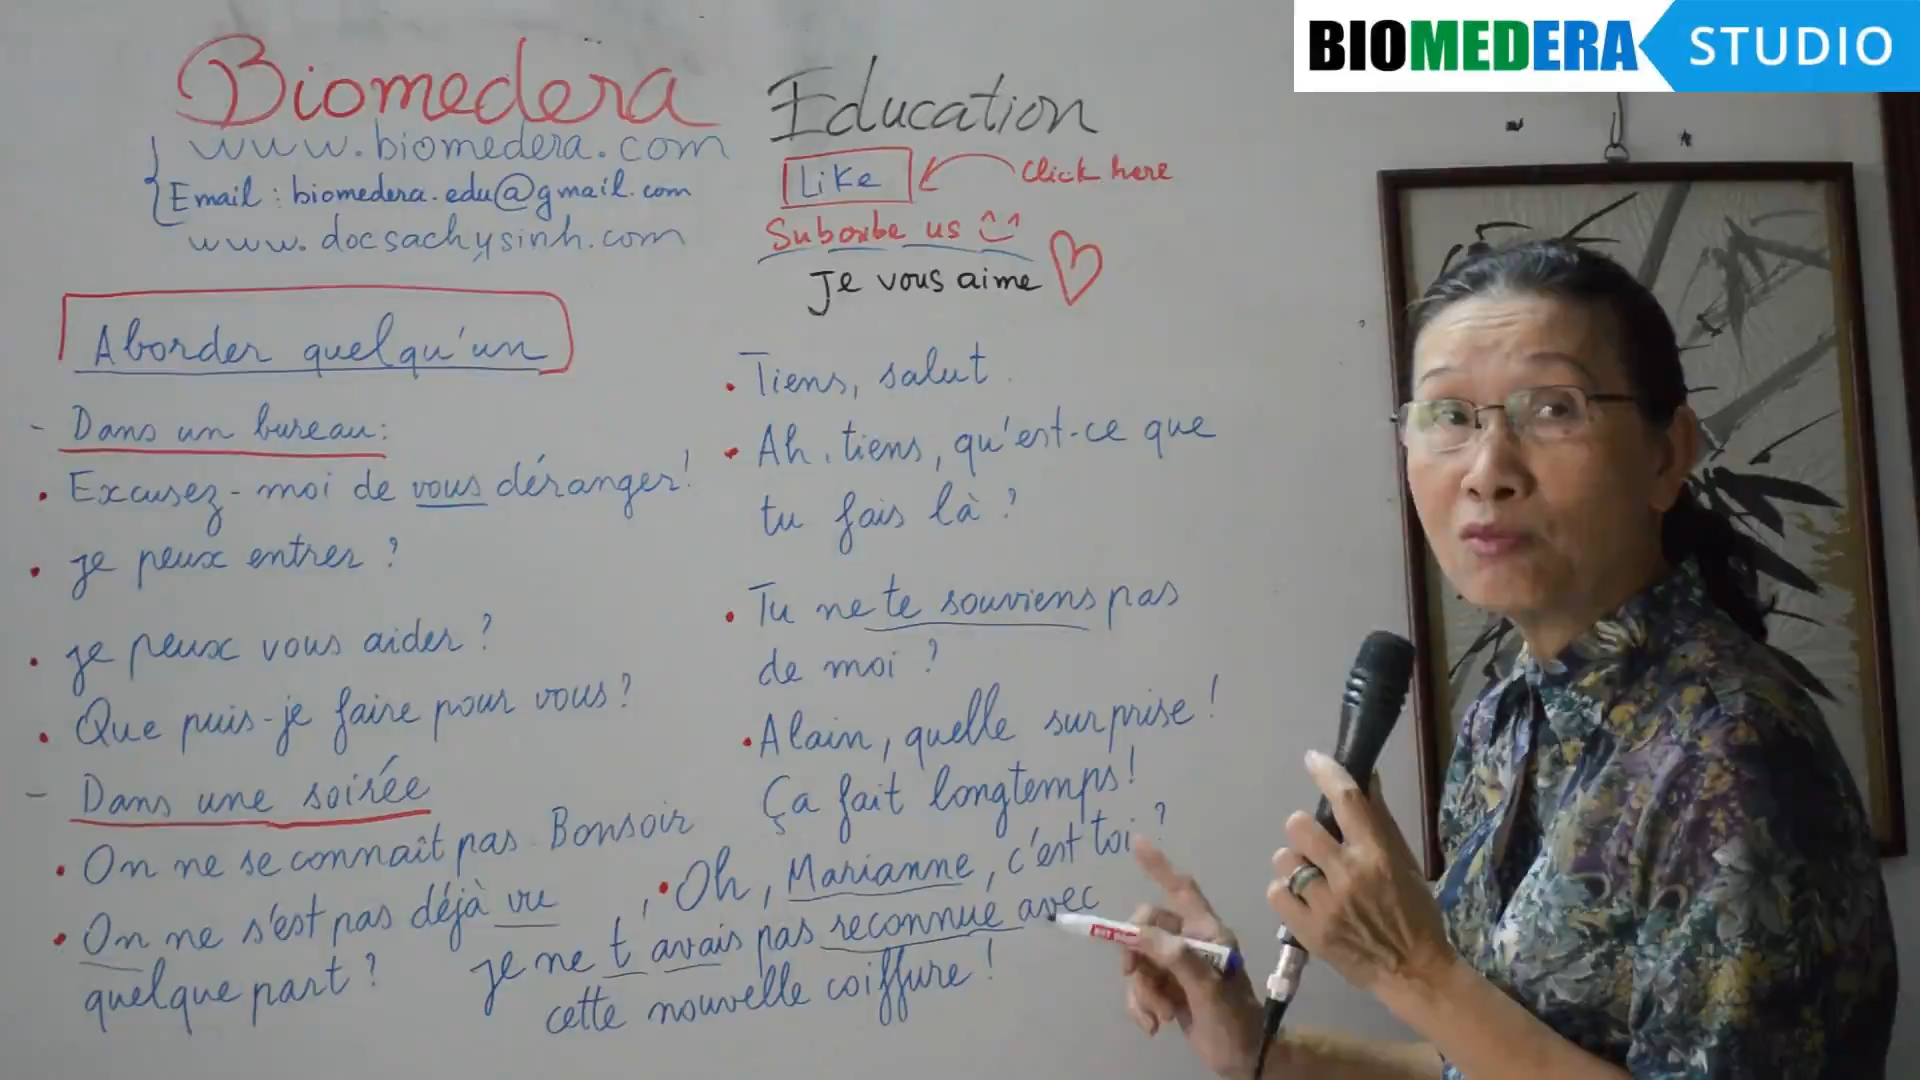 BIOMEDERA STUDIO
Biomedera Education
www.biomedera.com
Email: biomedera.edu@gmail.com
www.docsachysinh.com
Like
Click here
Suborbe us
Je vous aime
Aborder quelqu'un
- Dans un bureau:
• Excusez-moi de vous déranger!
• je peux entrer?
• je peux vous aider?
• Que puis-je faire pour vous?
- Dans une soirée
• On ne se connaît pas. Bonsoir
• On ne s'est pas déjà vu
quelque part?
• Tiens, salut.
• Ah, tiens, qu'est-ce que
tu fais là?
• Tu ne te souviens pas
de moi?
• Alain, quelle surprise!
Ça fait longtemps!
• Oh, Marianne, c'est toi?
je ne t'avais pas reconnue avec
cette nouvelle coiffure!